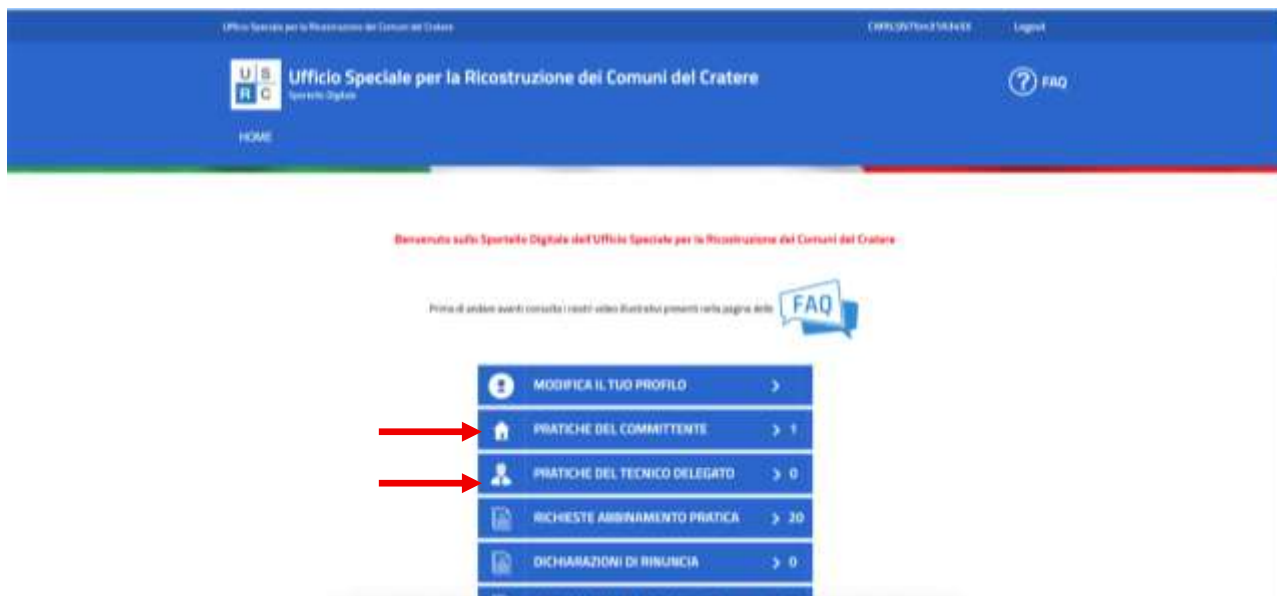 Ufficio Speciale per la Ricostruzione dei Comuni del Cratere
Logout
U S
R C
Ufficio Speciale per la Ricostruzione dei Comuni del Cratere
Sportello Digitale
FAQ
HOME
Benvenuto sullo Sportello Digitale dell'Ufficio Speciale per la Ricostruzione dei Comuni del Cratere
Prima di andare avanti consulta i nostri video illustrativi presenti nella pagina delle FAQ
MODIFICA IL TUO PROFILO
PRATICHE DEL COMMITTENTE 1
PRATICHE DEL TECNICO DELEGATO 0
RICHIESTE ABBINAMENTO PRATICA 20
DICHIARAZIONI DI RINUNCIA 0